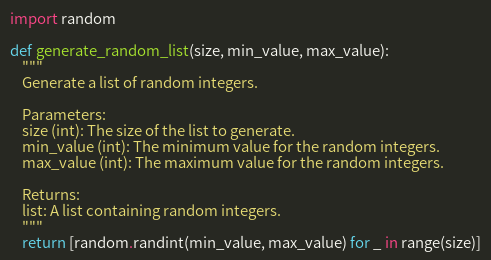 import random
def generate_random_list(size, min_value, max_value):
"""
Generate a list of random integers.
Parameters:
size (int): The size of the list to generate.
min_value (int): The minimum value for the random integers.
max_value (int): The maximum value for the random integers.
Returns:
list: A list containing random integers.
"""
return [random.randint(min_value, max_value) for _ in range(size)]